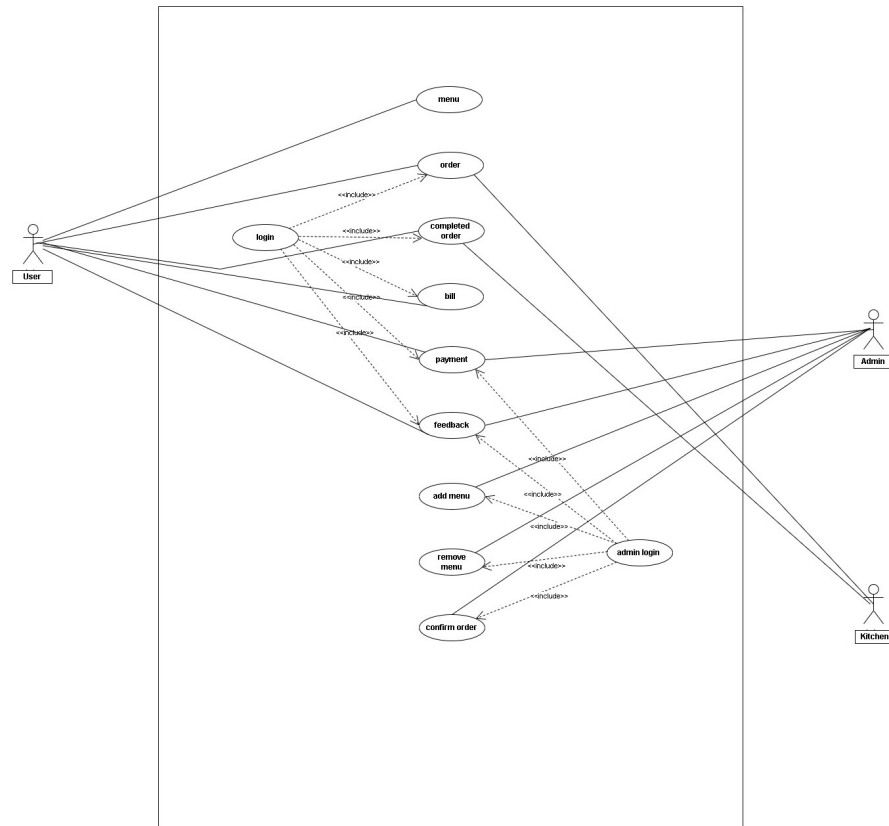 menu
order
<<include>>
login
<<include>>
completed
order
User
<<include>>
bill
<<include>>
<<include>>
payment
Admin
feedback
<<include>>
add menu
<<include>>
<<include>>
remove
menu
<<include>>
admin login
<<include>>
confirm order
Kitchen